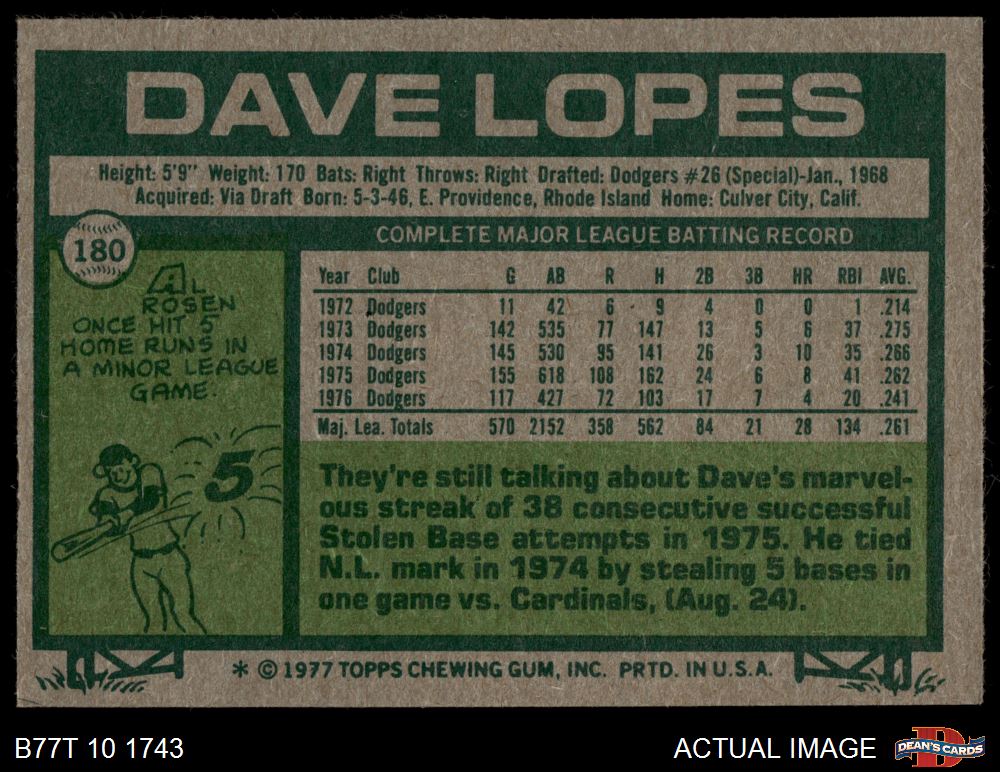 DAVE LOPES
Height: 5'9" Weight: 170 Bats: Right Throws: Right Drafted: Dodgers #26 (Special)-Jan., 1968
Acquired: Via Draft Born: 5-3-46, E. Providence, Rhode Island Home: Culver City, Calif.
180
AL
ROSEN
ONCE HIT 5
HOME RUNS IN
A MINOR LEAGUE
GAME.
5
COMPLETE MAJOR LEAGUE BATTING RECORD
Year Club G AB R H 2B 3B HR RBI AVG.
1972 Dodgers 11 42 6 9 4 0 0 1 .214
1973 Dodgers 142 535 77 147 13 5 6 37 .275
1974 Dodgers 145 530 95 141 26 3 10 35 .266
1975 Dodgers 155 618 108 162 24 6 8 41 .262
1976 Dodgers 117 427 72 103 17 7 4 20 .241
Maj. Lea. Totals 570 2152 358 562 84 21 28 134 .261
They're still talking about Dave's marvel-
ous streak of 38 consecutive successful
Stolen Base attempts in 1975. He tied
N.L. mark in 1974 by stealing 5 bases in
one game vs. Cardinals, (Aug. 24).
* © 1977 TOPPS CHEWING GUM, INC. PRTD. IN U.S.A.
B77T 10 1743
ACTUAL IMAGE
D
DEAN'S CARDS